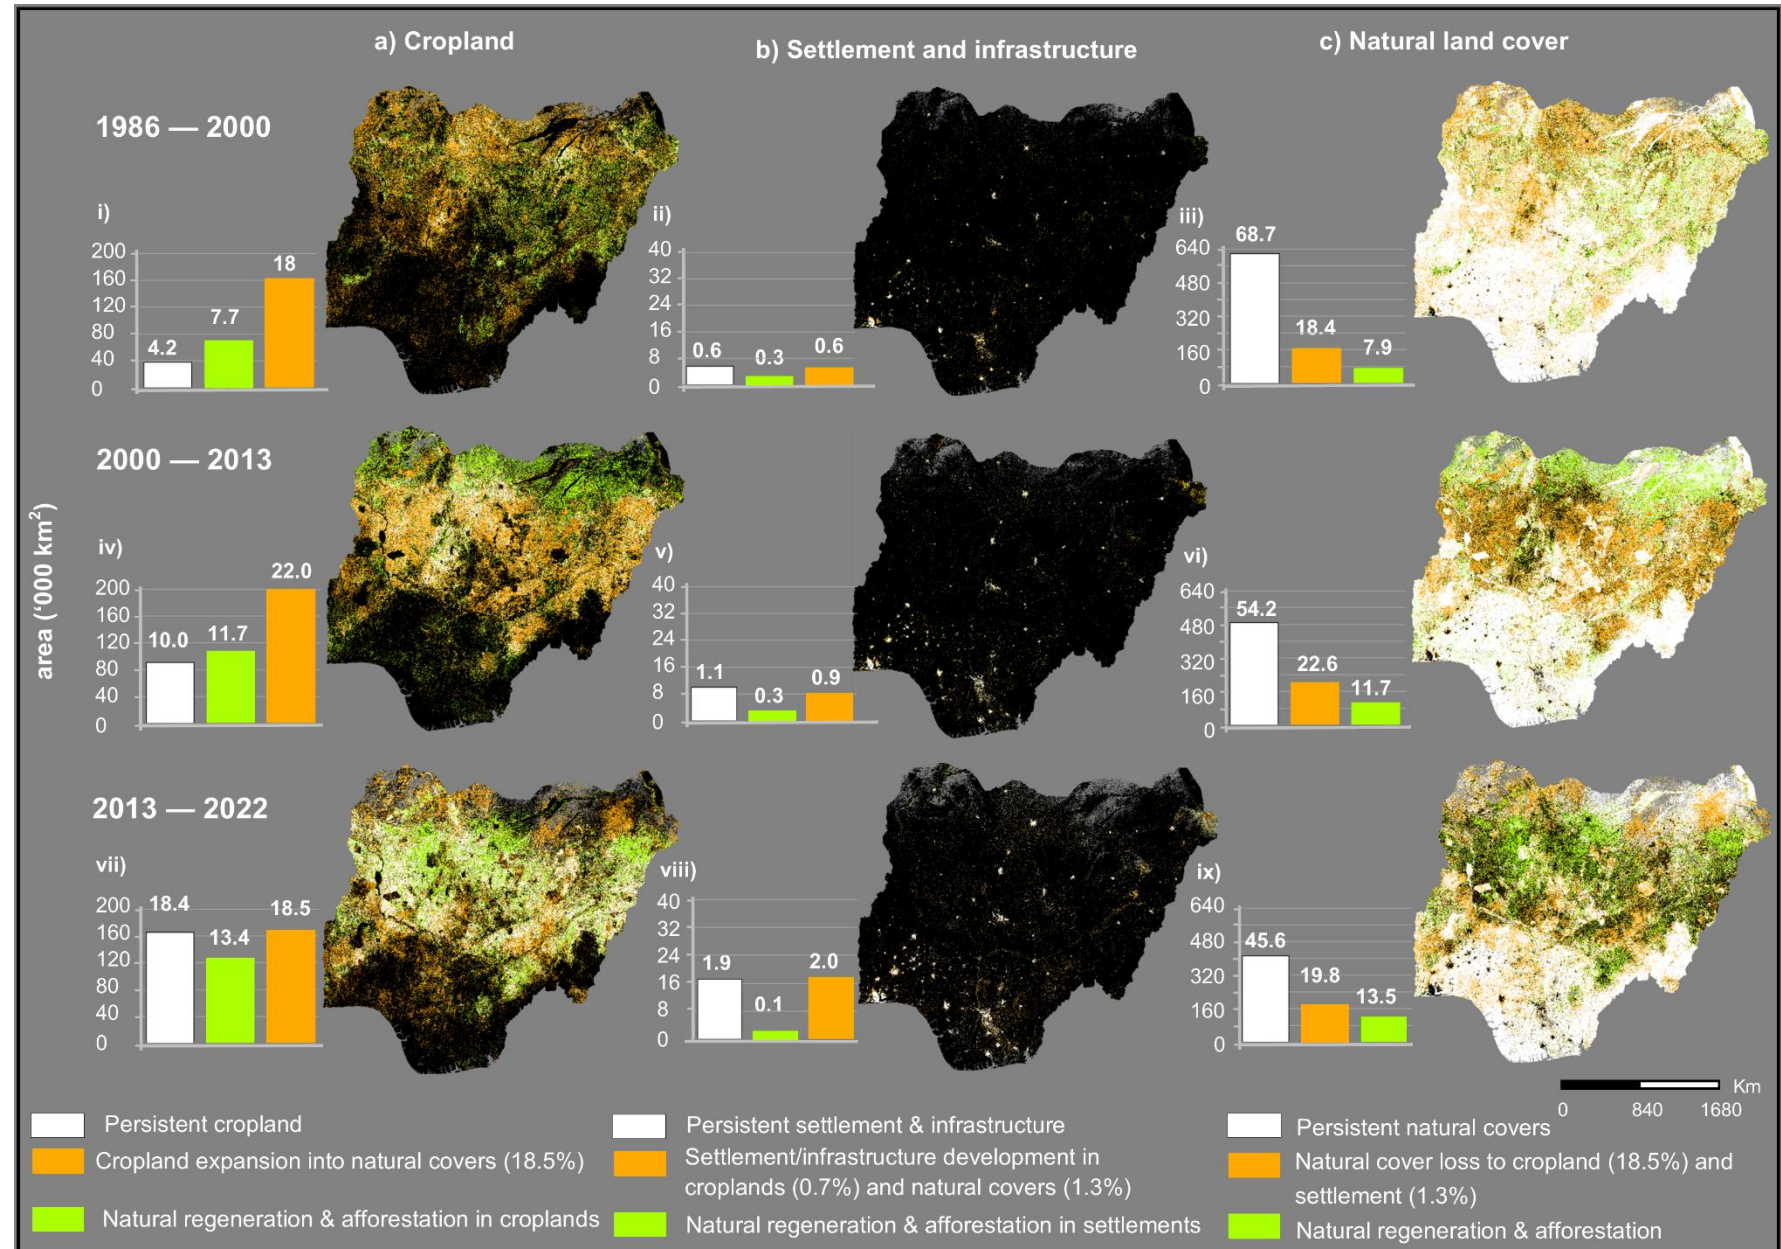 a) Cropland
b) Settlement and infrastructure
c) Natural land cover
1986 — 2000
i)
200
160
120
80
40
0
4.2
7.7
18
ii)
40
32
24
16
8
0
0.6
0.3
0.6
iii)
640
480
320
160
0
68.7
18.4
7.9
2000 — 2013
area (‘000 km²)
iv)
200
160
120
80
40
0
10.0
11.7
22.0
v)
40
32
24
16
8
0
1.1
0.3
0.9
vi)
640
480
320
160
0
54.2
22.6
11.7
2013 — 2022
vii)
200
160
120
80
40
0
18.4
13.4
18.5
viii)
40
32
24
16
8
0
1.9
0.1
2.0
ix)
640
480
320
160
0
45.6
19.8
13.5
Km
0 840 1680
Persistent cropland
Cropland expansion into natural covers (18.5%)
Natural regeneration & afforestation in croplands
Persistent settlement & infrastructure
Settlement/infrastructure development in
croplands (0.7%) and natural covers (1.3%)
Natural regeneration & afforestation in settlements
Persistent natural covers
Natural cover loss to cropland (18.5%) and
settlement (1.3%)
Natural regeneration & afforestation